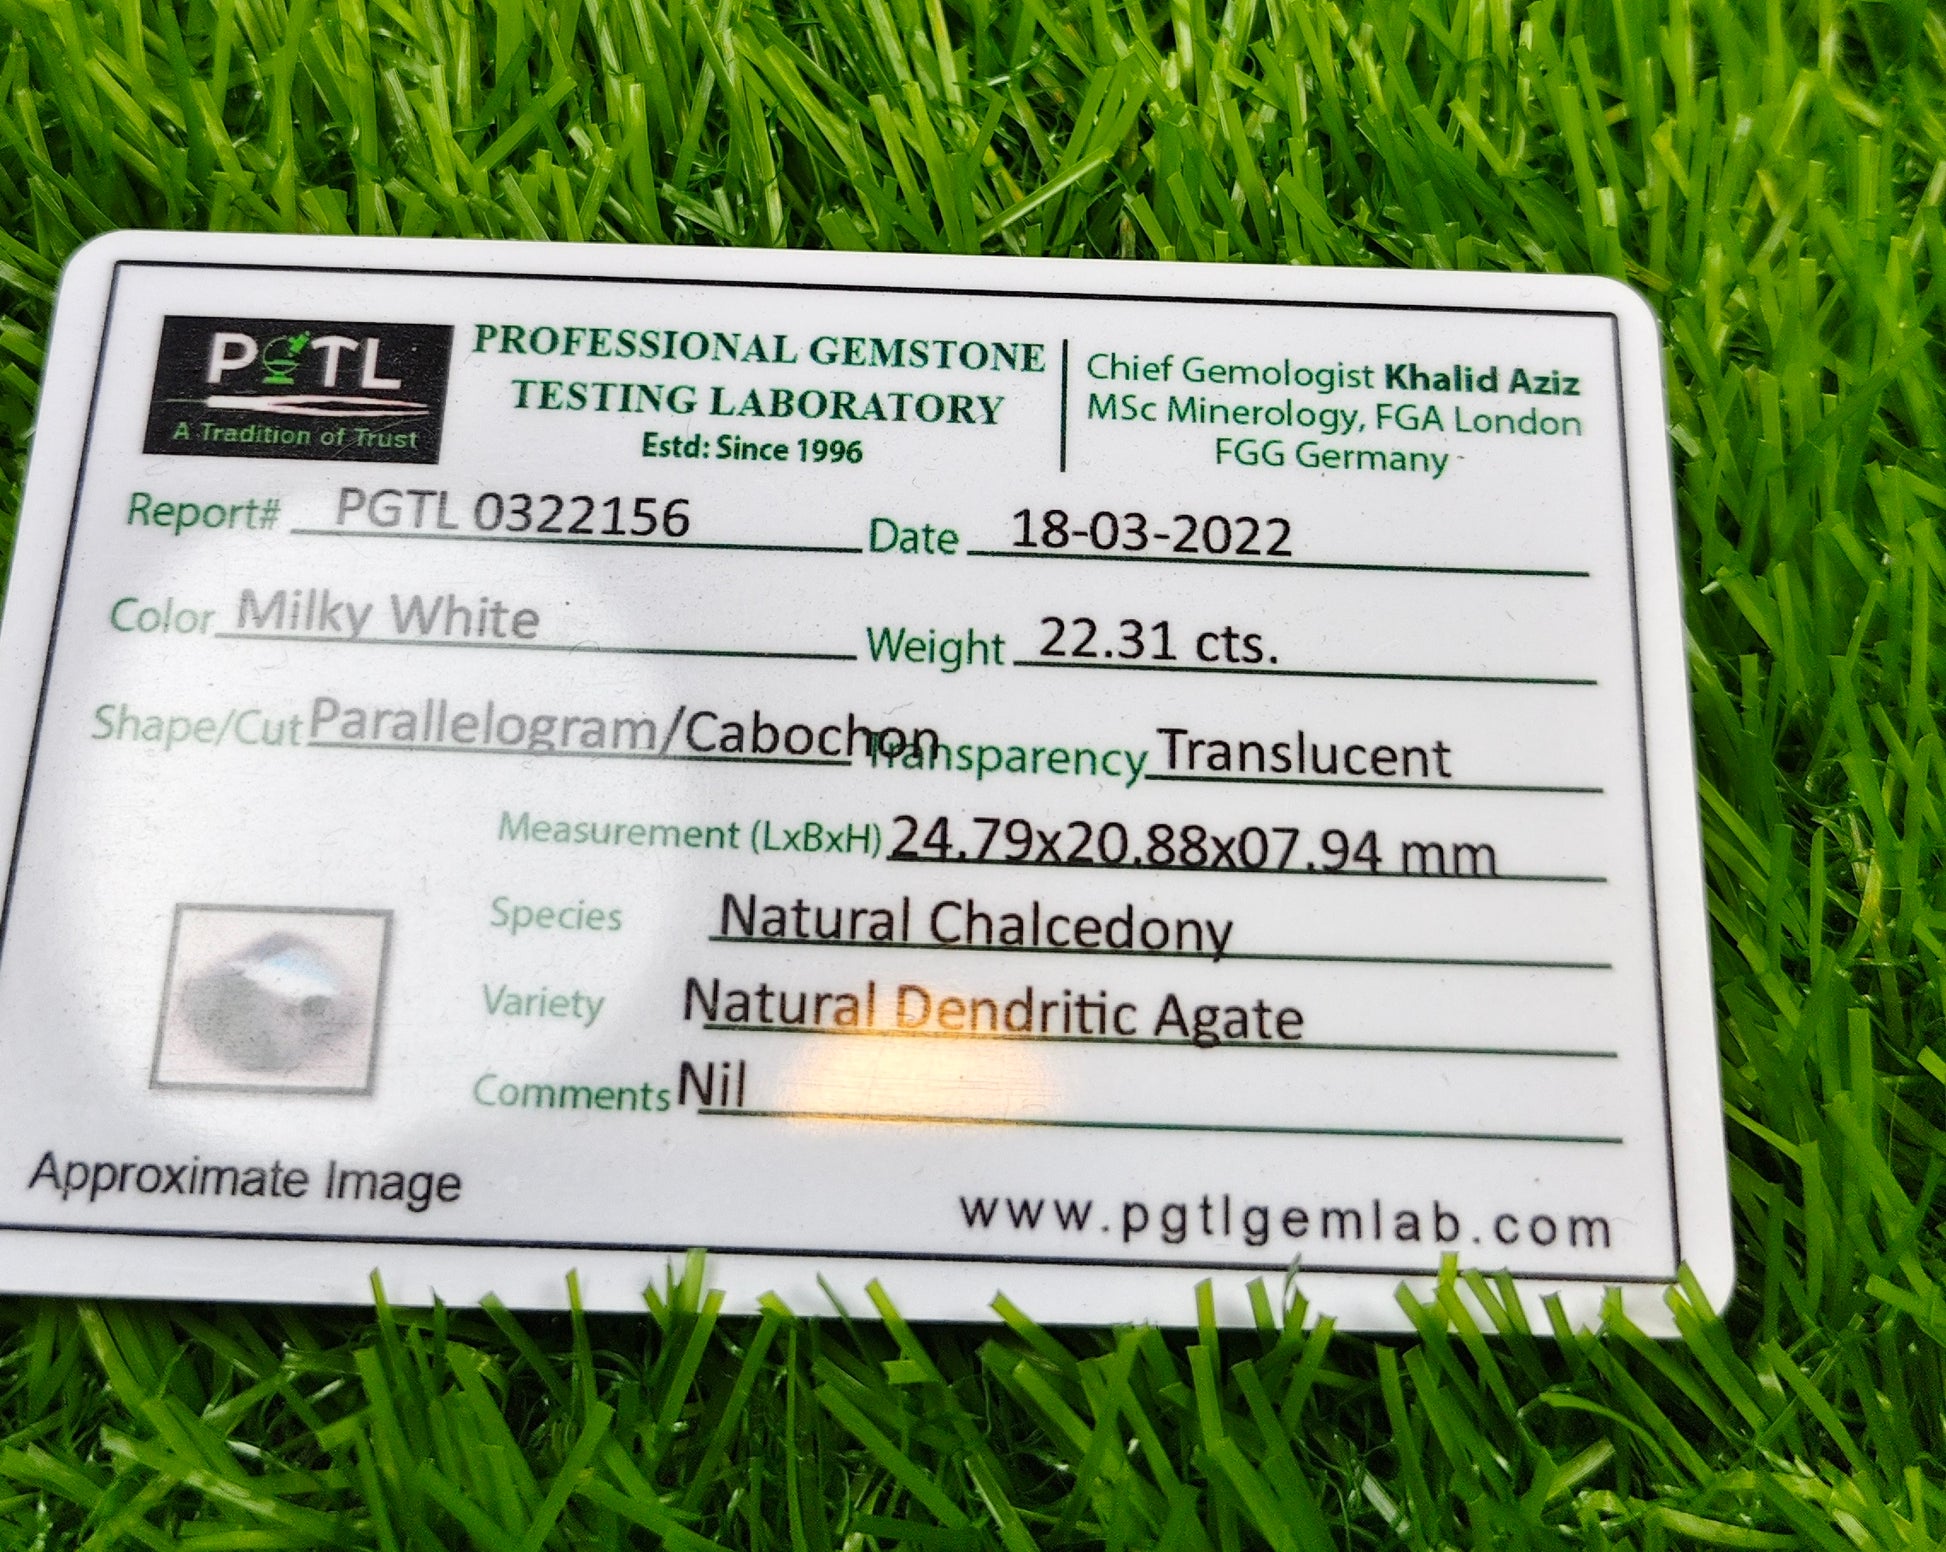 PGTL
A Tradition of Trust
PROFESSIONAL GEMSTONE
TESTING LABORATORY
Estd: Since 1996
Chief Gemologist Khalid Aziz
MSc Minerology, FGA London
FGG Germany
Report# PGTL 0322156 Date 18-03-2022
Color Milky White Weight 22.31 cts.
Shape/Cut Parallelogram/Cabochon Transparency Translucent
Measurement (LxBxH) 24.79x20.88x07.94 mm
Species Natural Chalcedony
Variety Natural Dendritic Agate
Comments Nil
Approximate Image
www.pgtlgemlab.com